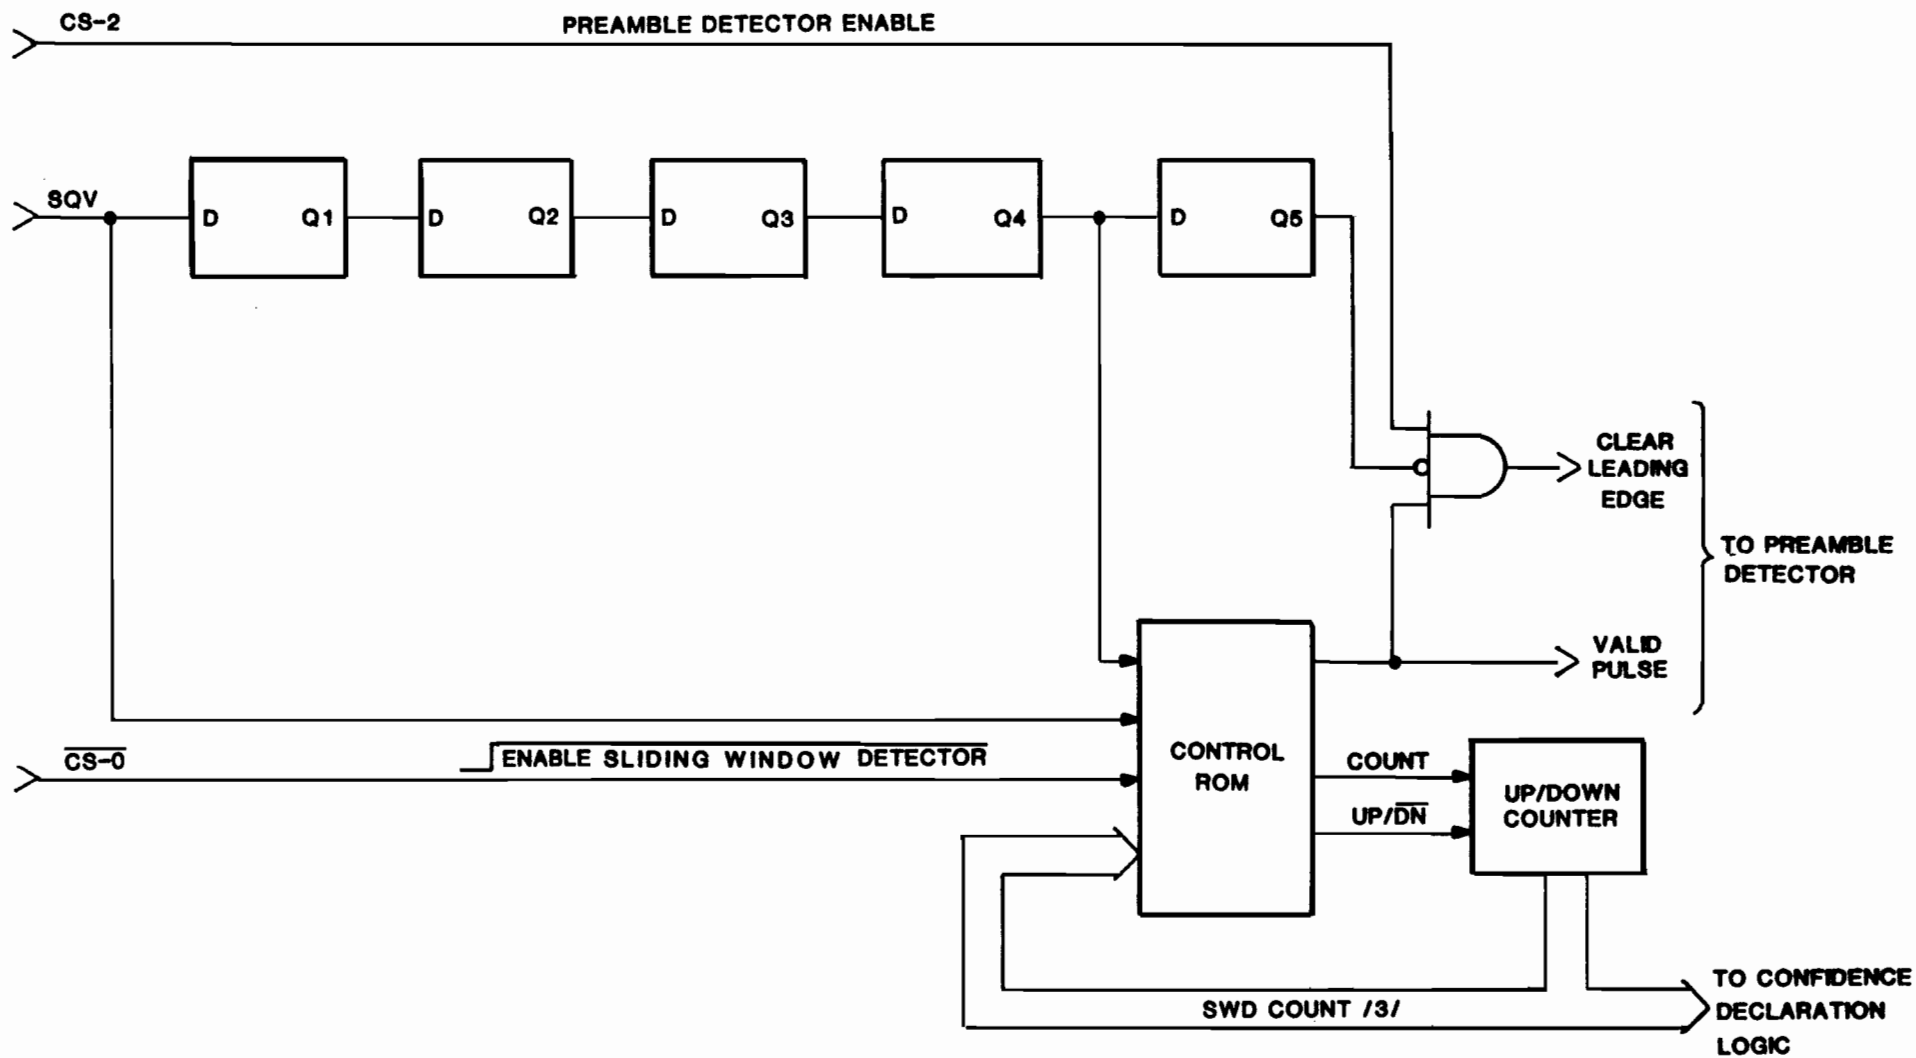 CS-2
PREAMBLE DETECTOR ENABLE
SQV
D Q1
D Q2
D Q3
D Q4
D Q5
CLEAR
LEADING
EDGE
TO PREAMBLE
DETECTOR
VALID
PULSE
CS-0
ENABLE SLIDING WINDOW DETECTOR
CONTROL
ROM
COUNT
UP/DN
UP/DOWN
COUNTER
SWD COUNT /3/
TO CONFIDENCE
DECLARATION
LOGIC